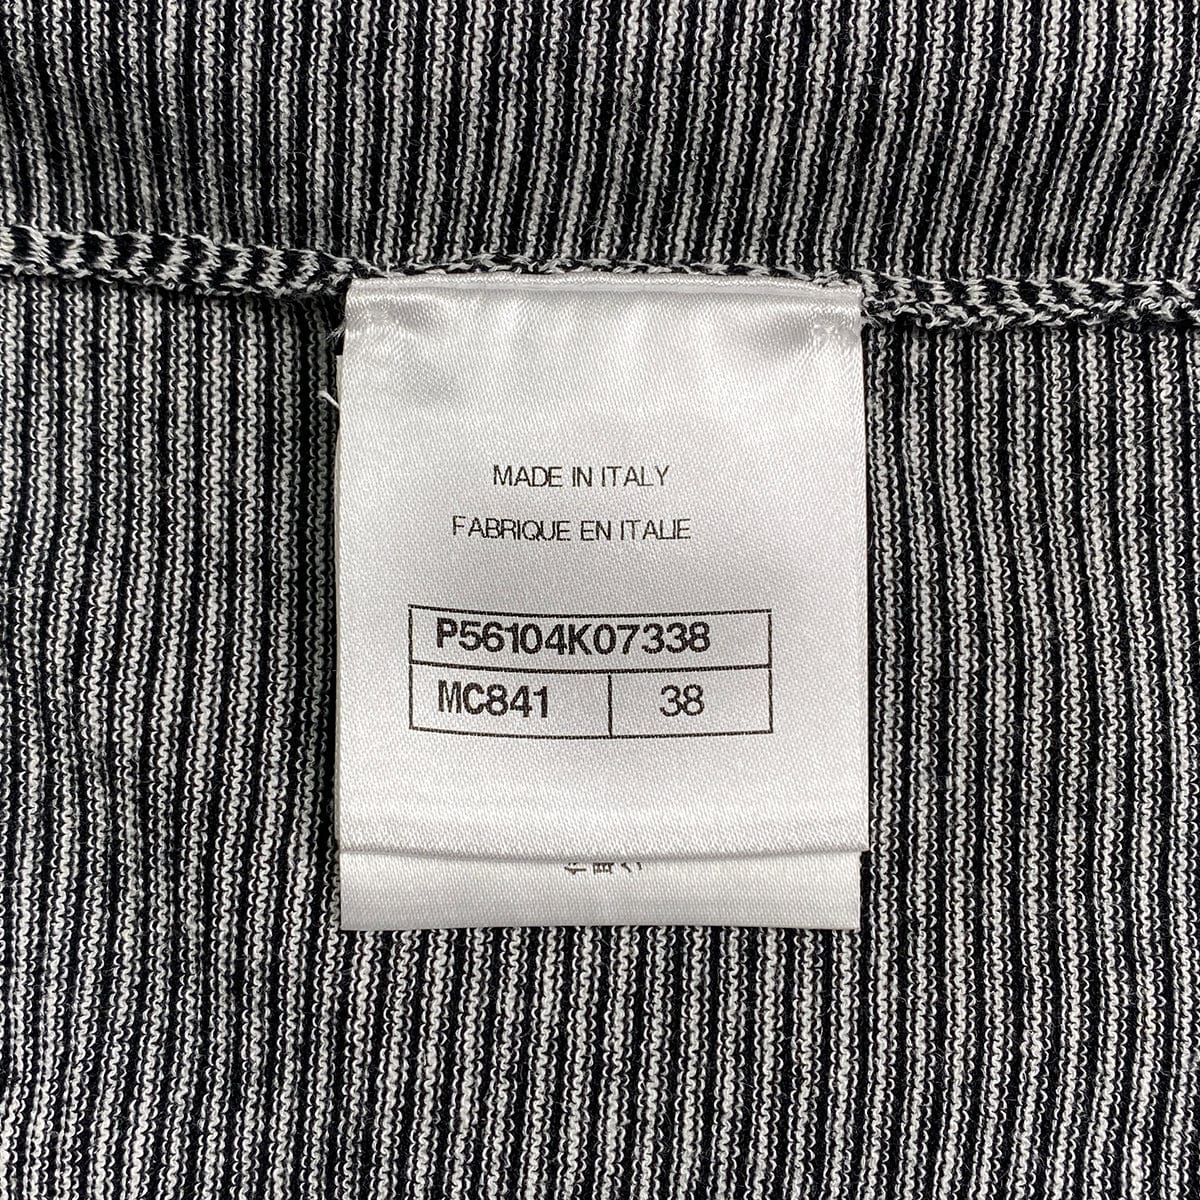 MADE IN ITALY
FABRIQUE EN ITALIE
P56104K07338
MC841 38